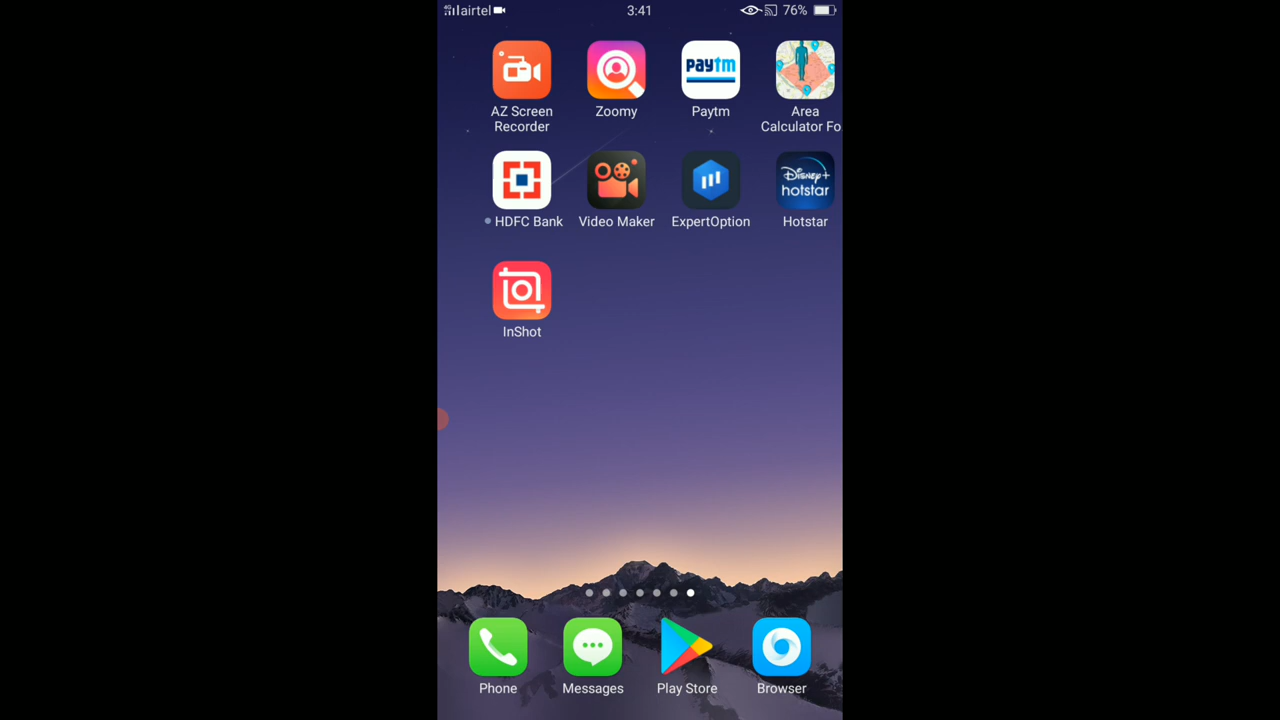 4G airtel 3:41 76%
AZ Screen Recorder
Zoomy
Paytm
paytm
Area
Calculator Fo
HDFC Bank
Video Maker
ExpertOption
Disney+
hotstar
Hotstar
InShot
Phone
Messages
Play Store
Browser